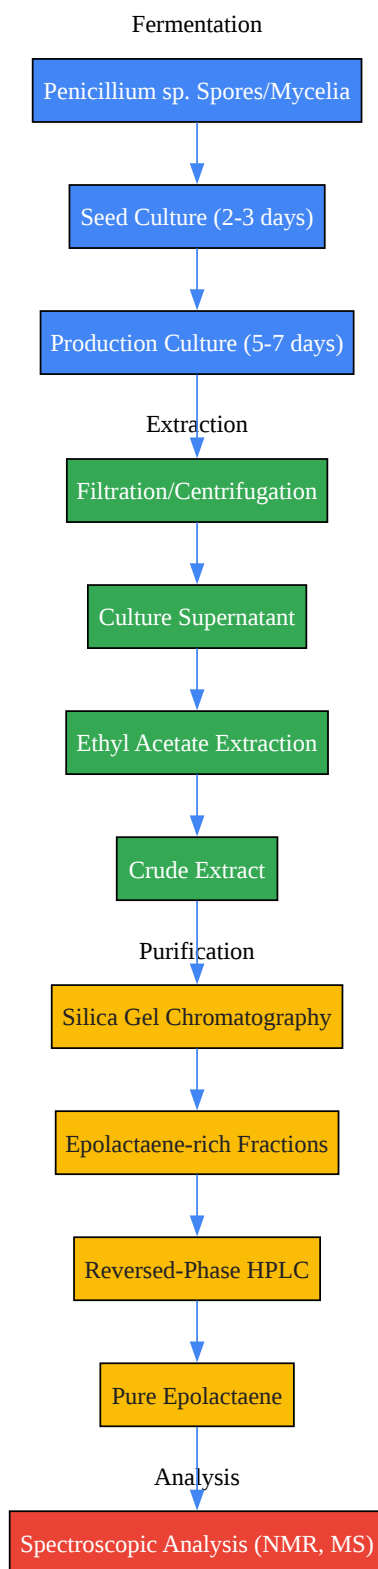 Fermentation
Penicillium sp. Spores/Mycelia
Seed Culture (2-3 days)
Production Culture (5-7 days)
Extraction
Filtration/Centrifugation
Culture Supernatant
Ethyl Acetate Extraction
Crude Extract
Purification
Silica Gel Chromatography
Epolactaene-rich Fractions
Reversed-Phase HPLC
Pure Epolactaene
Analysis
Spectroscopic Analysis (NMR, MS)